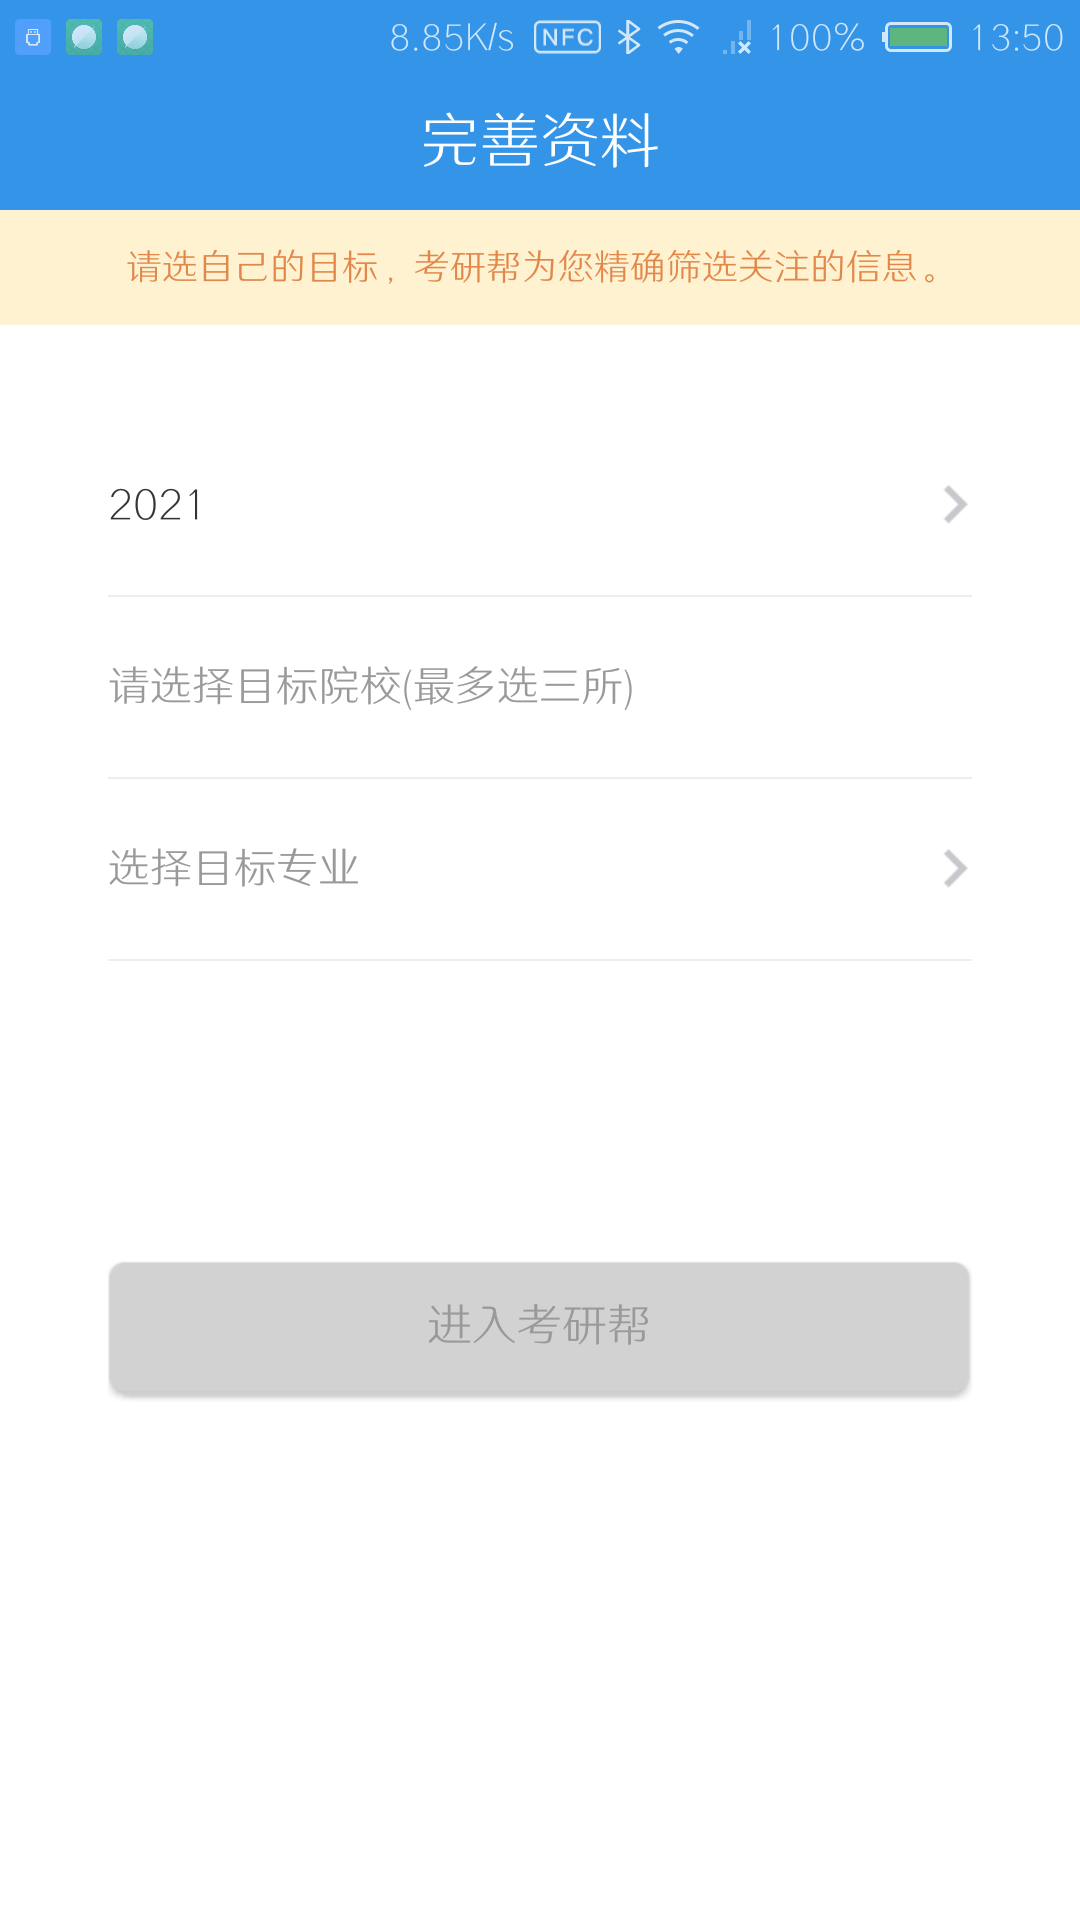 8.85K/s NFC 100% 13:50
完善资料
请选自己的目标，考研帮为您精确筛选关注的信息。
2021
请选择目标院校(最多选三所)
选择目标专业
进入考研帮